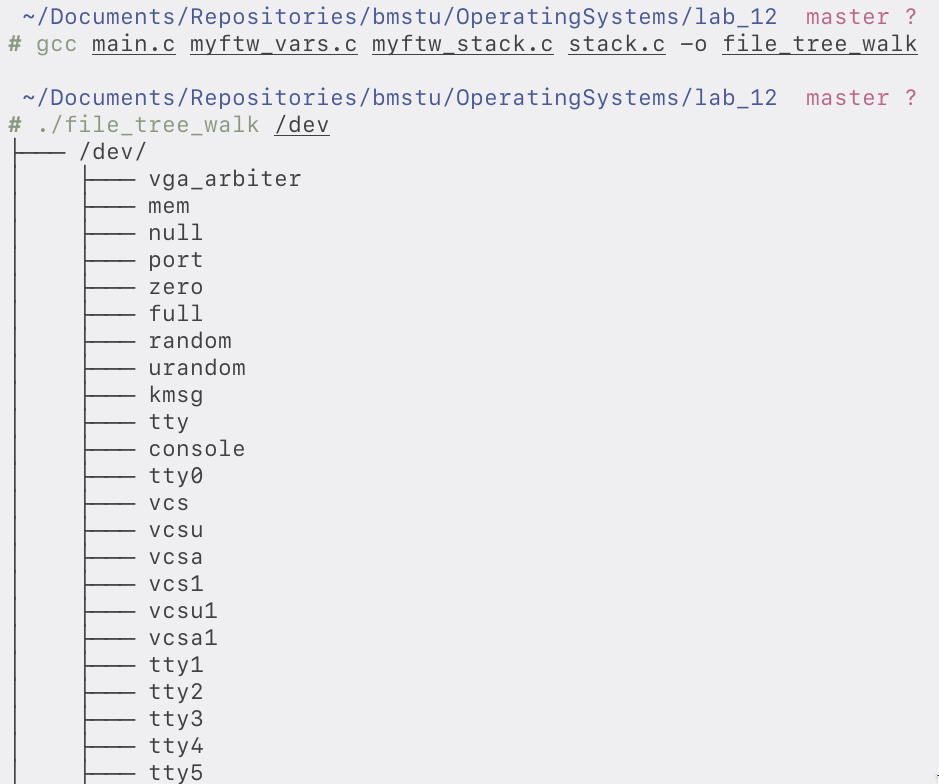 ~/Documents/Repositories/bmstu/OperatingSystems/lab_12  master ?
# gcc main.c myftw_vars.c myftw_stack.c stack.c -o file_tree_walk
~/Documents/Repositories/bmstu/OperatingSystems/lab_12  master ?
# ./file_tree_walk /dev
├─── /dev/
│    ├─── vga_arbiter
│    ├─── mem
│    ├─── null
│    ├─── port
│    ├─── zero
│    ├─── full
│    ├─── random
│    ├─── urandom
│    ├─── kmsg
│    ├─── tty
│    ├─── console
│    ├─── tty0
│    ├─── vcs
│    ├─── vcsu
│    ├─── vcsa
│    ├─── vcs1
│    ├─── vcsu1
│    ├─── vcsa1
│    ├─── tty1
│    ├─── tty2
│    ├─── tty3
│    ├─── tty4
│    ├─── tty5